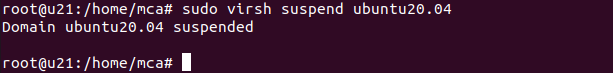 root@u21:/home/mca# sudo virsh suspend ubuntu20.04
Domain ubuntu20.04 suspended
root@u21:/home/mca#